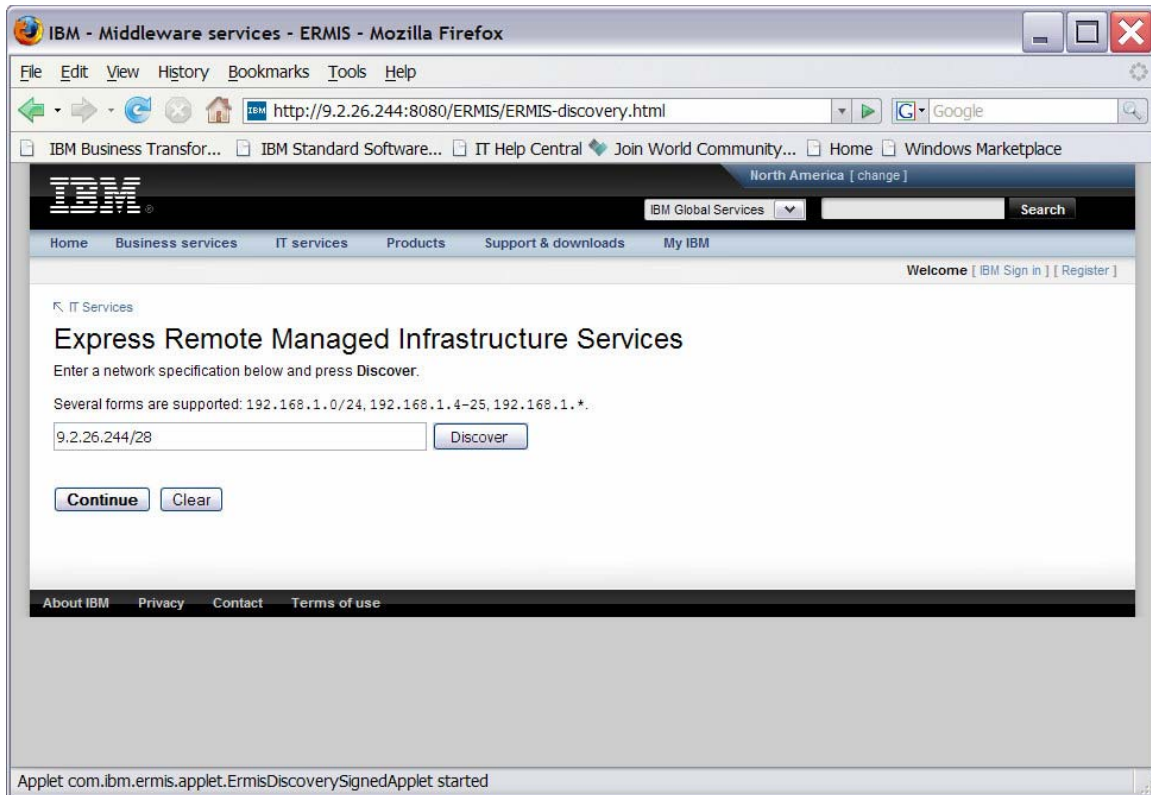 IBM - Middleware services - ERMIS - Mozilla Firefox
File Edit View History Bookmarks Tools Help
IBM http://9.2.26.244:8080/ERMIS/ERMIS-discovery.html G Google
IBM Business Transfor... IBM Standard Software... IT Help Central Join World Community... Home Windows Marketplace
North America [ change ]
IBM ®
IBM Global Services Search
Home Business services IT services Products Support & downloads My IBM
Welcome [ IBM Sign in ] [ Register ]
IT Services
Express Remote Managed Infrastructure Services
Enter a network specification below and press Discover.
Several forms are supported: 192.168.1.0/24, 192.168.1.4-25, 192.168.1.*.
9.2.26.244/28 Discover
Continue Clear
About IBM Privacy Contact Terms of use
Applet com.ibm.ermis.applet.ErmisDiscoverySignedApplet started